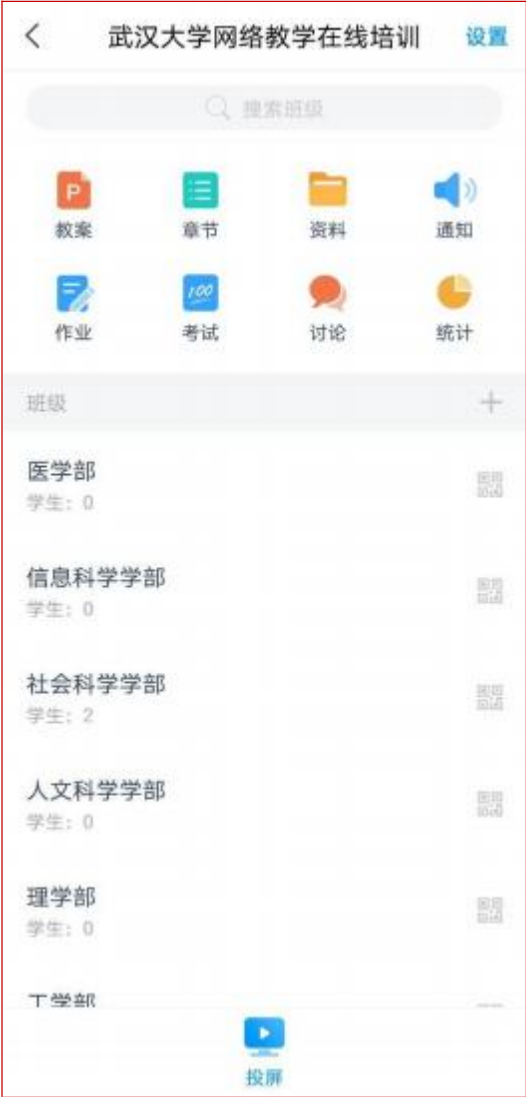 武汉大学网络教学在线培训 设置
搜索班级
教案 章节 资料 通知
100
作业 考试 讨论 统计
班级
医学部
学生：0
信息科学学部
学生：0
社会科学学部
学生：2
人文科学学部
学生：0
理学部
学生：0
工学部
投屏